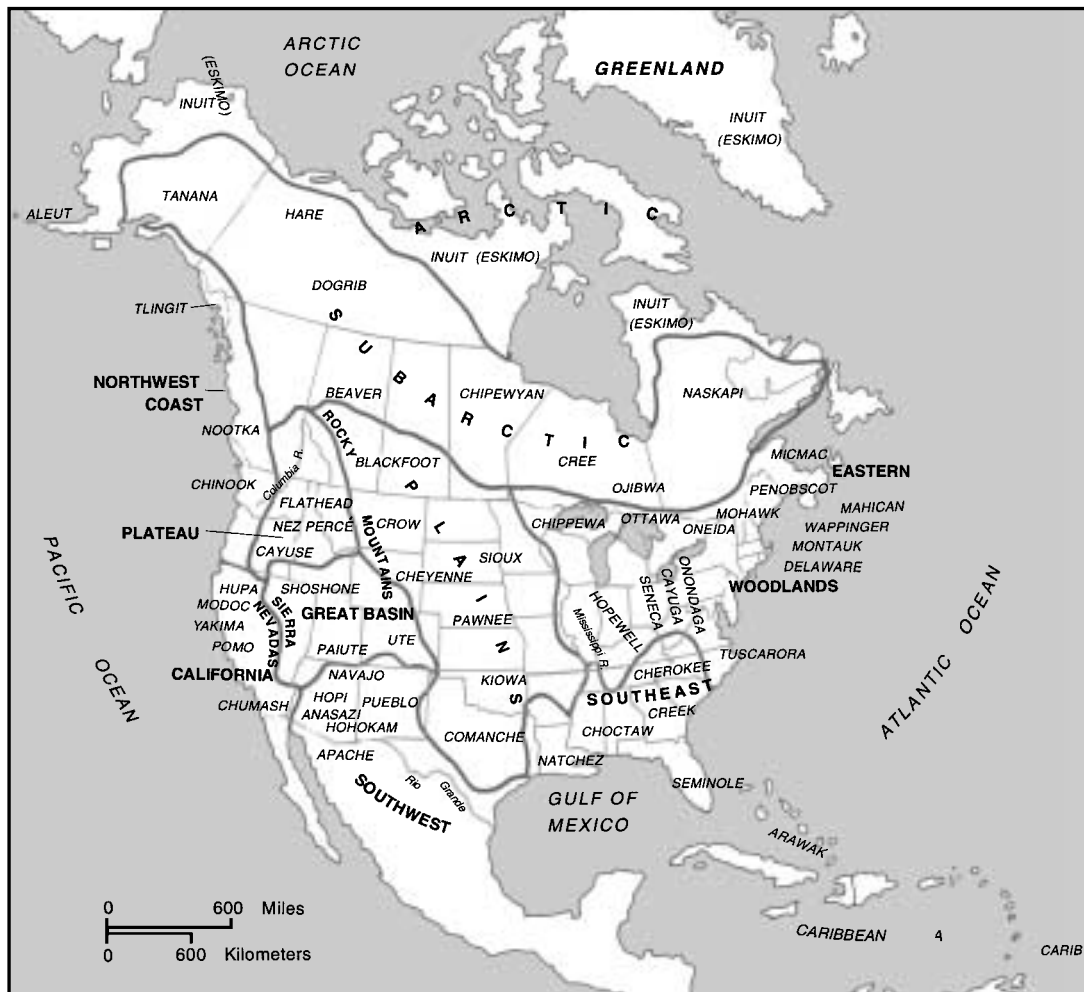 ARCTIC
OCEAN
GREENLAND
(ESKIMO)
INUIT
INUIT
(ESKIMO)
TANANA
ALEUT
HARE
ARCTIC
INUIT (ESKIMO)
DOGRIB
TLINGIT
INUIT
(ESKIMO)
SUBARCTIC
NORTHWEST
COAST
BEAVER
CHIPEWYAN
NASKAPI
NOOTKA
ROCKY
MOUNTAINS
BLACKFOOT
CREE
MICMAC
EASTERN
WOODLANDS
Columbia R.
CHINOOK
OJIBWA
PENOBSCOT
FLATHEAD
PLAINS
MOHAWK
MAHICAN
PLATEAU
NEZ PERCE
CROW
CHIPPEWA
OTTAWA
ONEIDA
WAPPINGER
CAYUSE
SIOUX
MONTAUK
DELAWARE
PACIFIC
OCEAN
CHEYENNE
ONONDAGA
CAYUGA
SENECA
HUPA
SHOSHONE
MODOC
SIERRA
NEVADAS
GREAT BASIN
HOPEWELL
YAKIMA
PAWNEE
Mississippi R.
POMO
PAIUTE
UTE
TUSCARORA
ATLANTIC OCEAN
CALIFORNIA
NAVAJO
KIOWA
CHEROKEE
SOUTHEAST
CHUMASH
HOPI
PUEBLO
ANASAZI
HOHOKAM
CREEK
COMANCHE
CHOCTAW
APACHE
NATCHEZ
SOUTHWEST
Rio Grande
SEMINOLE
GULF OF
MEXICO
ARAWAK
0 600 Miles
0 600 Kilometers
CARIBBEAN 4
CARIB